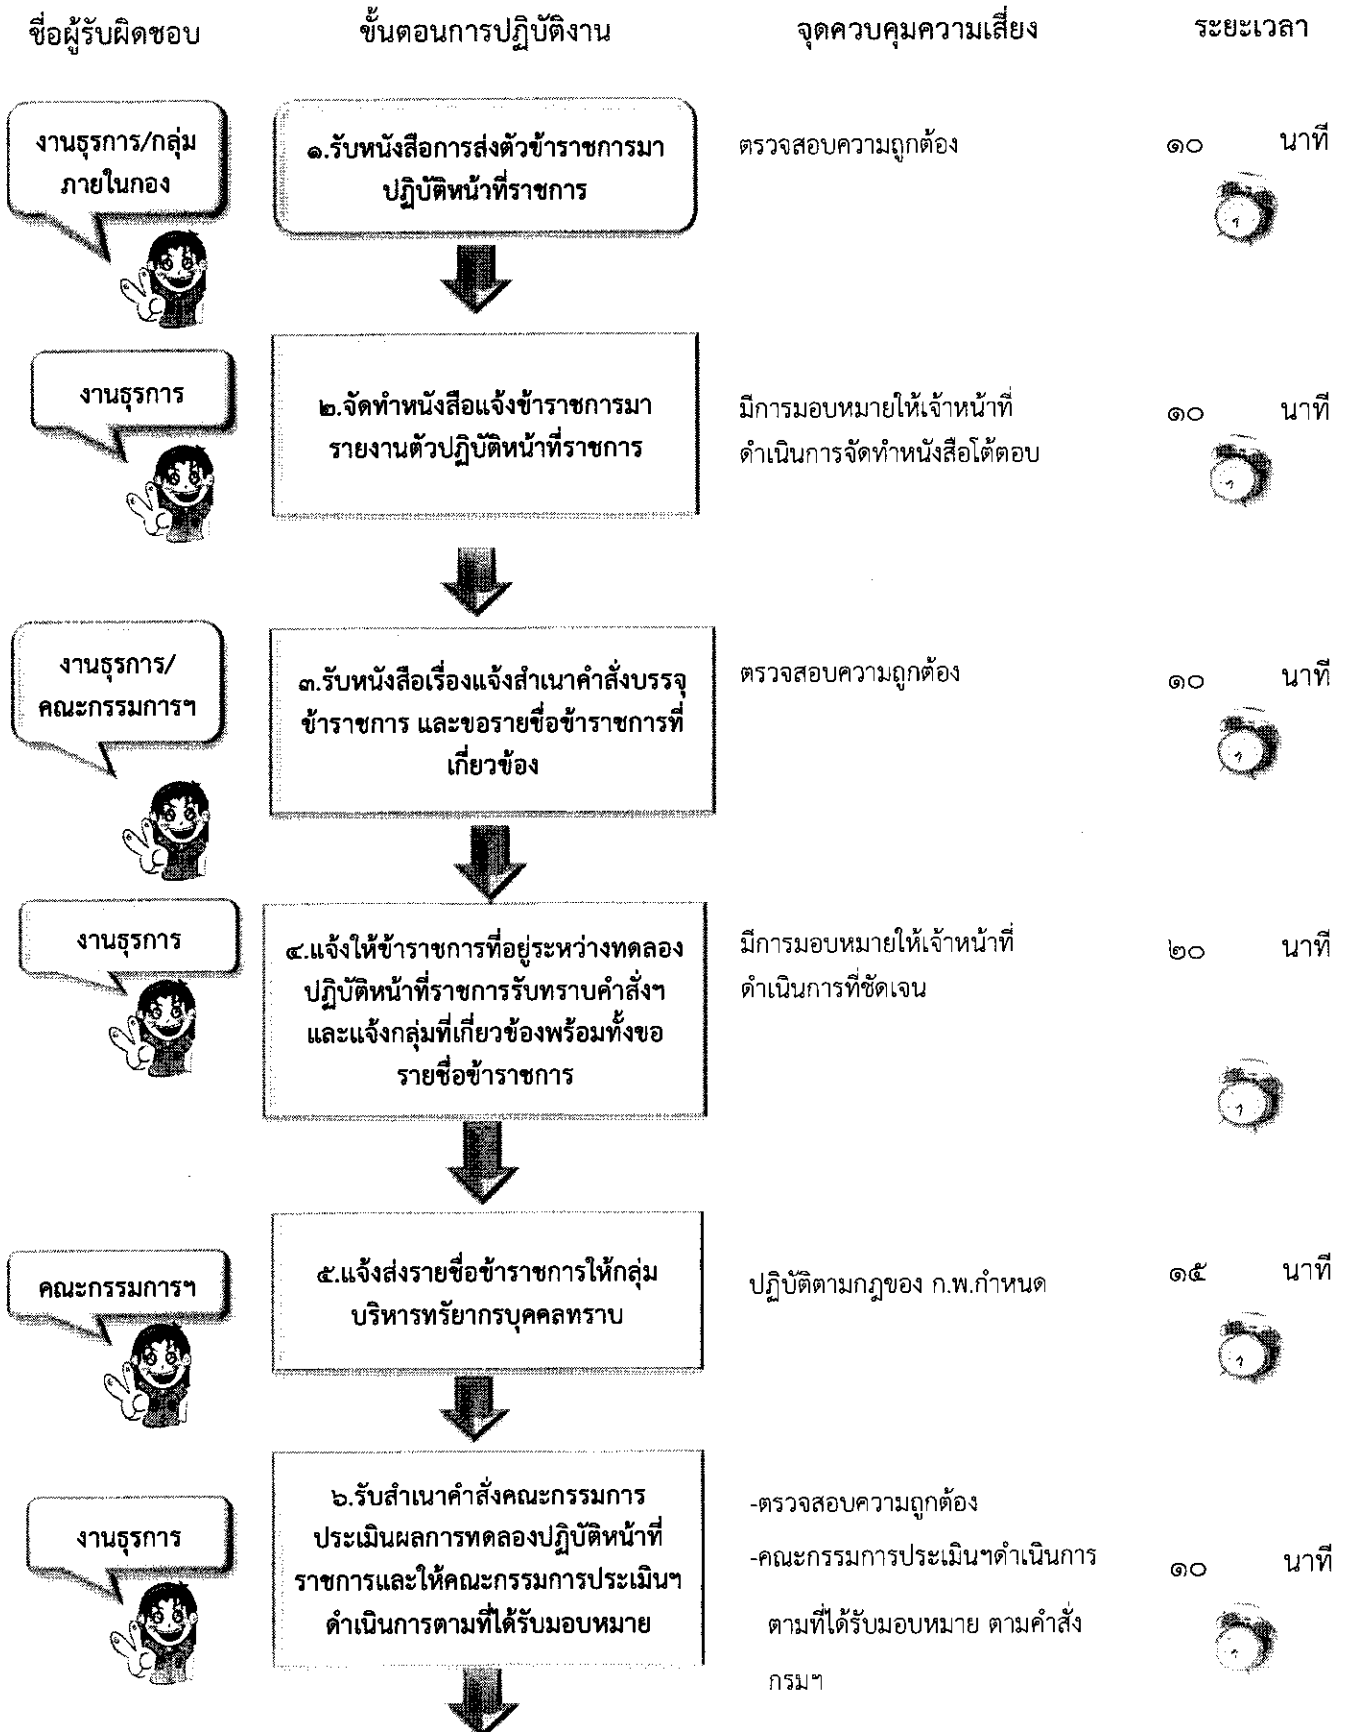 ชื่อผู้รับผิดชอบ
ขั้นตอนการปฏิบัติงาน
จุดควบคุมความเสี่ยง
ระยะเวลา
งานธุรการ/กลุ่ม
ภายในกอง
๑.รับหนังสือการส่งตัวข้าราชการมา
ปฏิบัติหน้าที่ราชการ
ตรวจสอบความถูกต้อง
๑๐ นาที
งานธุรการ
๒.จัดทำหนังสือแจ้งข้าราชการมา
รายงานตัวปฏิบัติหน้าที่ราชการ
มีการมอบหมายให้เจ้าหน้าที่
ดำเนินการจัดทำหนังสือโต้ตอบ
๑๐ นาที
งานธุรการ/
คณะกรรมการฯ
๓.รับหนังสือเรื่องแจ้งสำเนาคำสั่งบรรจุ
ข้าราชการ และขอรายชื่อข้าราชการที่
เกี่ยวข้อง
ตรวจสอบความถูกต้อง
๑๐ นาที
งานธุรการ
๔.แจ้งให้ข้าราชการที่อยู่ระหว่างทดลอง
ปฏิบัติหน้าที่ราชการรับทราบคำสั่งฯ
และแจ้งกลุ่มที่เกี่ยวข้องพร้อมทั้งขอ
รายชื่อข้าราชการ
มีการมอบหมายให้เจ้าหน้าที่
ดำเนินการที่ชัดเจน
๒๐ นาที
คณะกรรมการฯ
๕.แจ้งส่งรายชื่อข้าราชการให้กลุ่ม
บริหารทรัยากรบุคคลทราบ
ปฏิบัติตามกฎของ ก.พ.กำหนด
๑๕ นาที
งานธุรการ
๖.รับสำเนาคำสั่งคณะกรรมการ
ประเมินผลการทดลองปฏิบัติหน้าที่
ราชการและให้คณะกรรมการประเมินฯ
ดำเนินการตามที่ได้รับมอบหมาย
-ตรวจสอบความถูกต้อง
-คณะกรรมการประเมินฯดำเนินการ
ตามที่ได้รับมอบหมาย ตามคำสั่ง
กรมฯ
๑๐ นาที